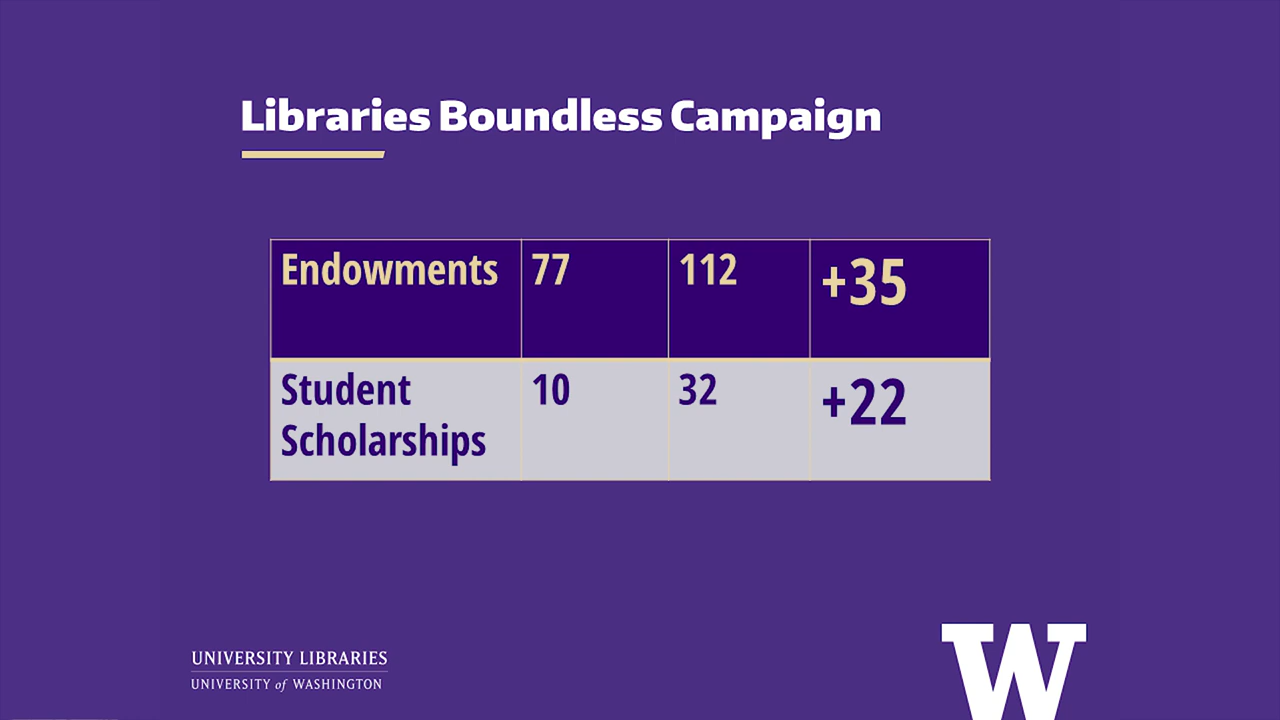 Libraries Boundless Campaign
Endowments 77 112 +35
Student 10 32 +22
Scholarships
UNIVERSITY LIBRARIES
UNIVERSITY of WASHINGTON
W